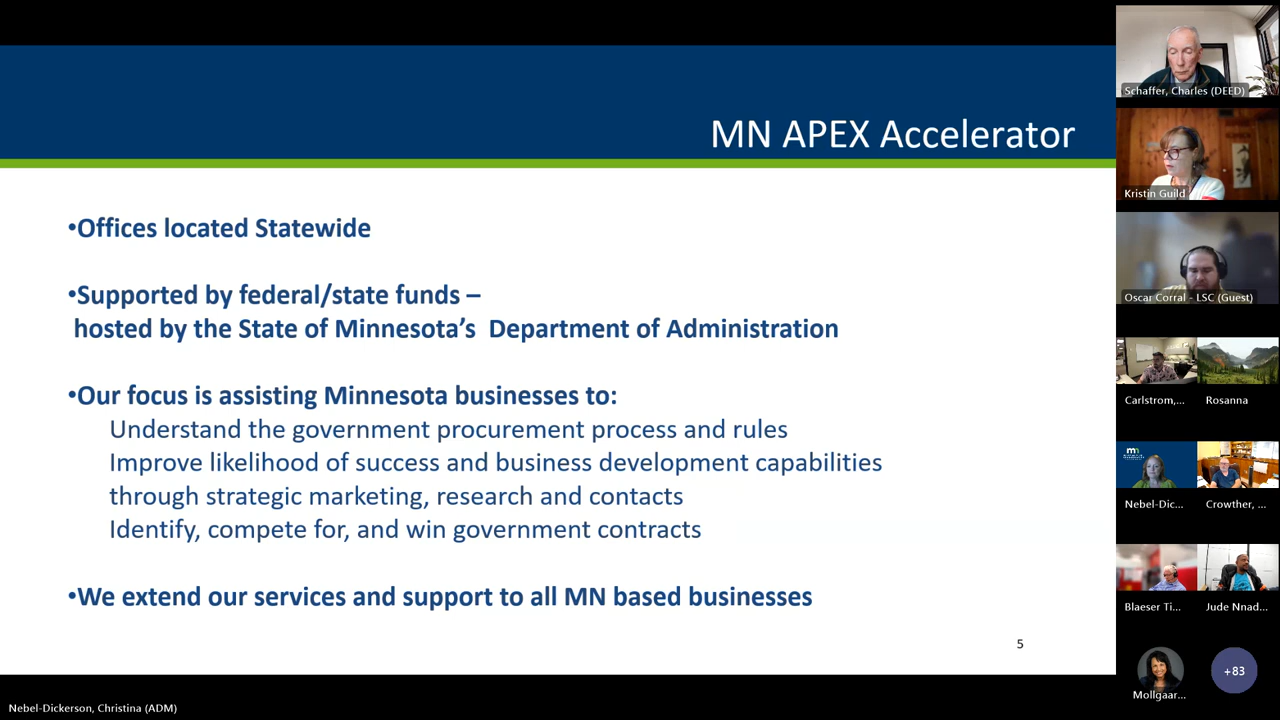 MN APEX Accelerator
•Offices located Statewide
•Supported by federal/state funds –
hosted by the State of Minnesota’s  Department of Administration
•Our focus is assisting Minnesota businesses to:
Understand the government procurement process and rules
Improve likelihood of success and business development capabilities
through strategic marketing, research and contacts
Identify, compete for, and win government contracts
•We extend our services and support to all MN based businesses
5
Nebel-Dickerson, Christina (ADM)
Schaffer, Charles (DEED)
Kristin Guild
Oscar Corral - LSC (Guest)
Carlstrom,...
Rosanna
mn
Nebel-Dic...
Crowther, ...
Blaeser Ti...
Jude Nnad...
Mollgaar...
+83